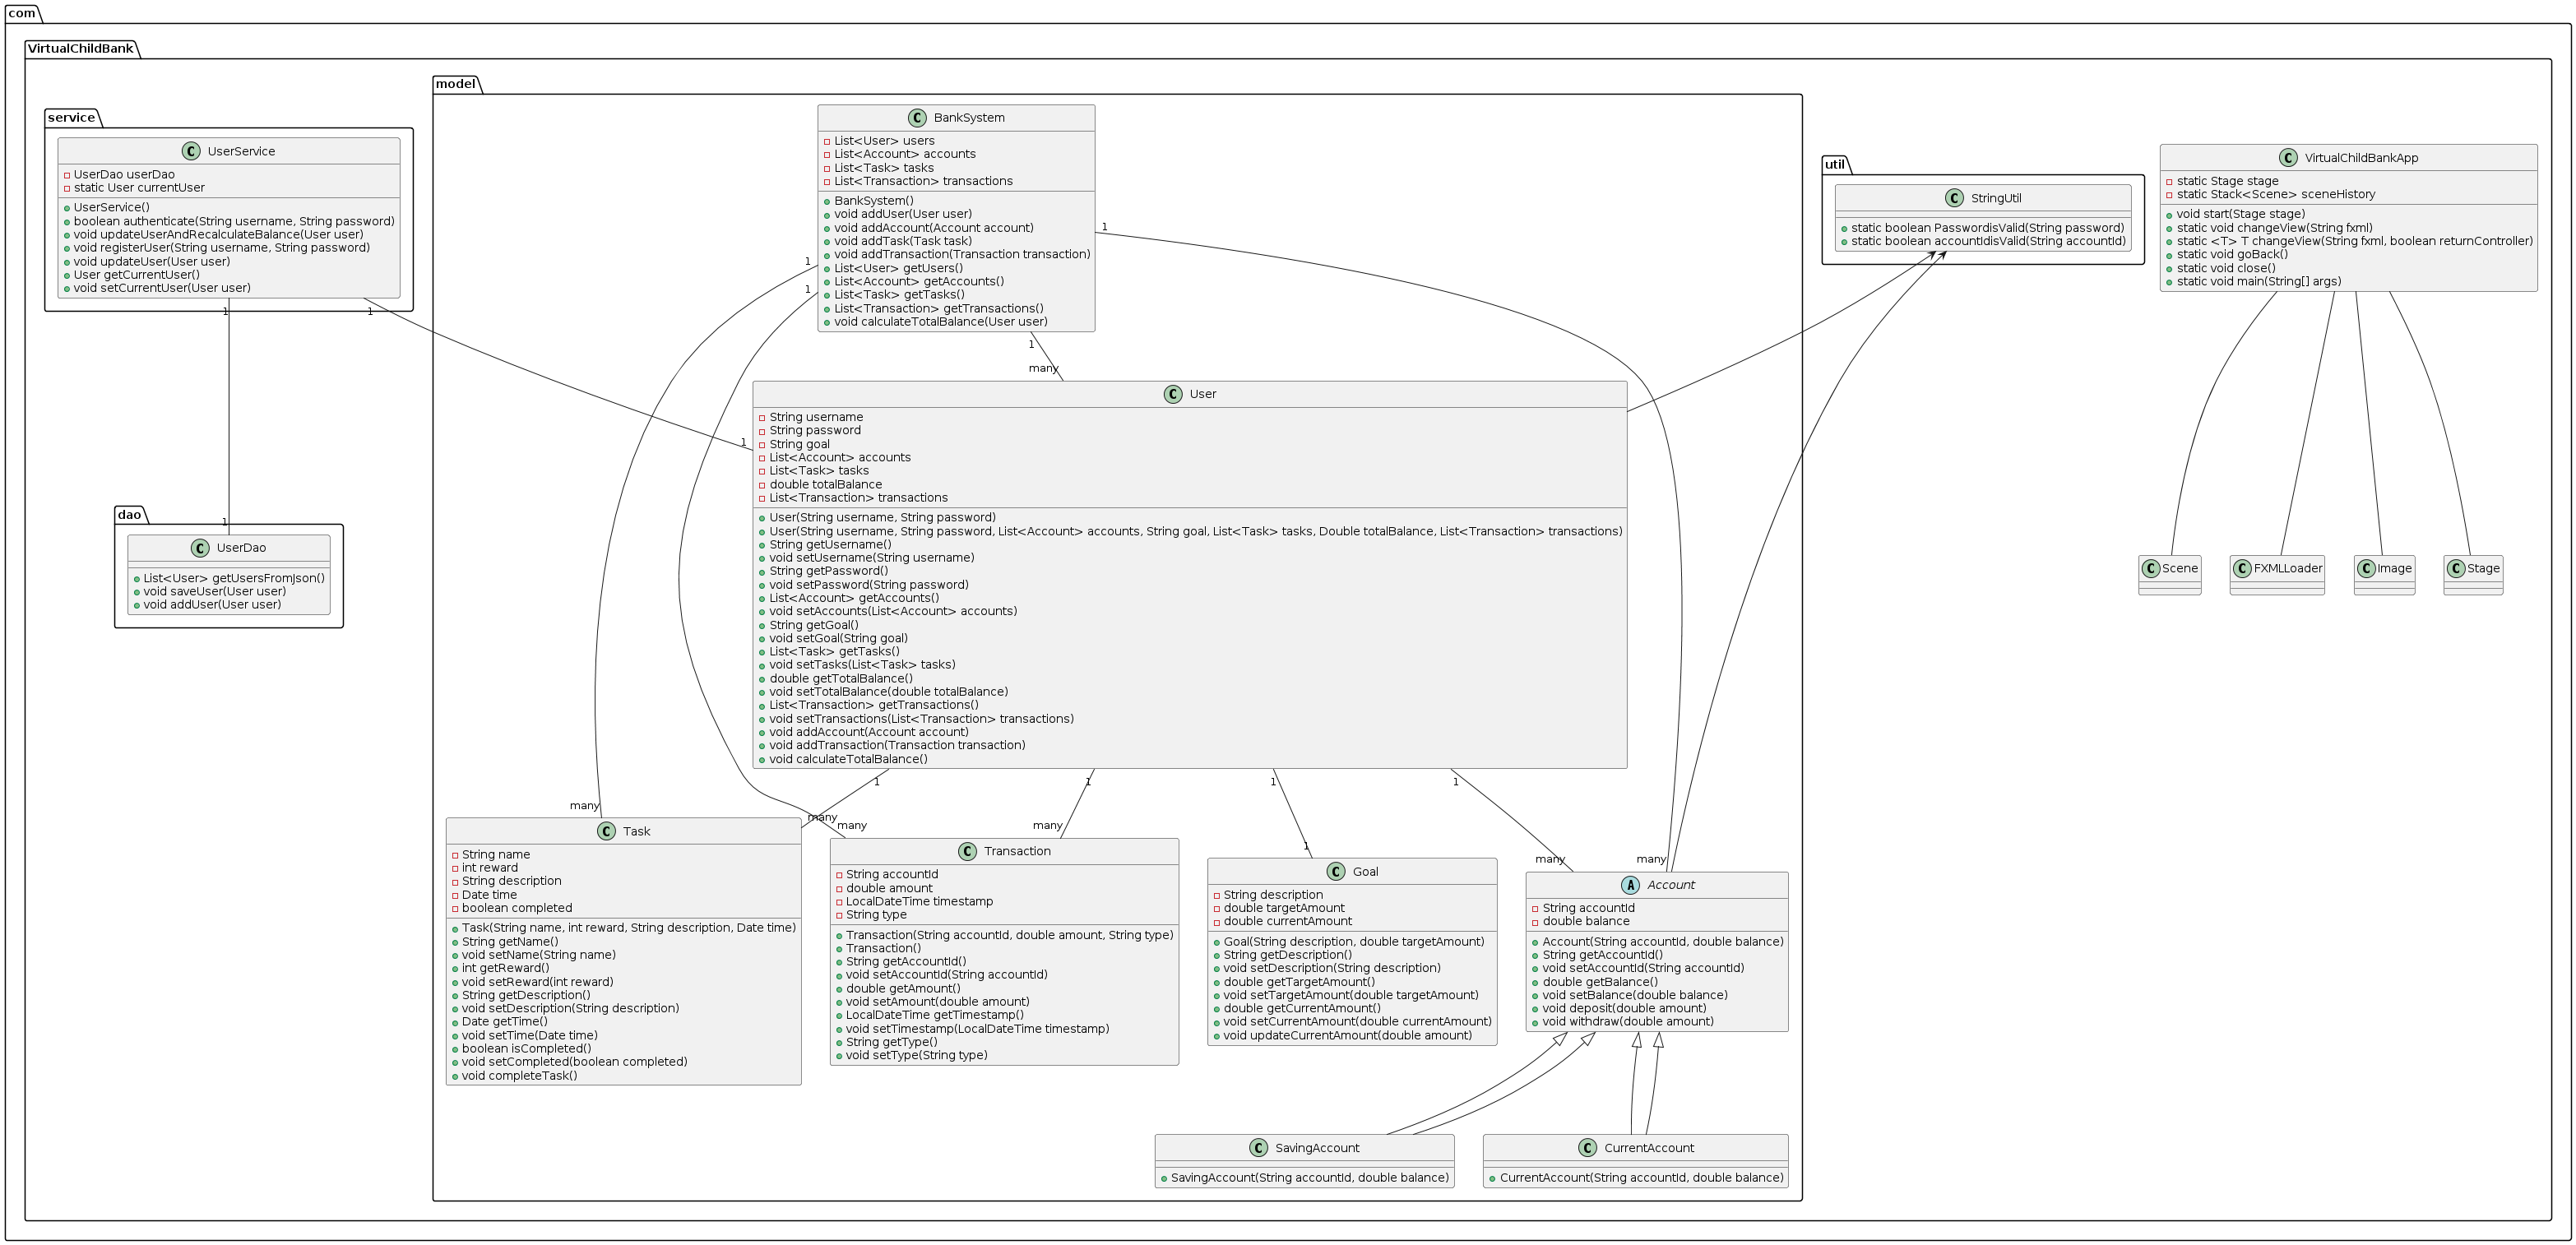 com
VirtualChildBank
model
service
UserService
UserDao userDao
static User currentUser
UserService()
boolean authenticate(String username, String password)
void updateUserAndRecalculateBalance(User user)
void registerUser(String username, String password)
void updateUser(User user)
User getCurrentUser()
void setCurrentUser(User user)
BankSystem
List<User> users
List<Account> accounts
List<Task> tasks
List<Transaction> transactions
BankSystem()
void addUser(User user)
void addAccount(Account account)
void addTask(Task task)
void addTransaction(Transaction transaction)
List<User> getUsers()
List<Account> getAccounts()
List<Task> getTasks()
List<Transaction> getTransactions()
void calculateTotalBalance(User user)
util
StringUtil
static boolean PasswordisValid(String password)
static boolean accountIdisValid(String accountId)
VirtualChildBankApp
static Stage stage
static Stack<Scene> sceneHistory
void start(Stage stage)
static void changeView(String fxml)
static <T> T changeView(String fxml, boolean returnController)
static void goBack()
static void close()
static void main(String[] args)
1
1
1
1
1
1
many
1
User
String username
String password
String goal
List<Account> accounts
List<Task> tasks
double totalBalance
List<Transaction> transactions
User(String username, String password)
User(String username, String password, List<Account> accounts, String goal, List<Task> tasks, Double totalBalance, List<Transaction> transactions)
String getUsername()
void setUsername(String username)
String getPassword()
void setPassword(String password)
List<Account> getAccounts()
void setAccounts(List<Account> accounts)
String getGoal()
void setGoal(String goal)
List<Task> getTasks()
void setTasks(List<Task> tasks)
double getTotalBalance()
void setTotalBalance(double totalBalance)
List<Transaction> getTransactions()
void setTransactions(List<Transaction> transactions)
void addAccount(Account account)
void addTransaction(Transaction transaction)
void calculateTotalBalance()
dao
1
UserDao
List<User> getUsersFromJson()
void saveUser(User user)
void addUser(User user)
Scene
FXMLLoader
Image
Stage
1
1
1
1
many
many
many
many
1
many
many
Task
String name
int reward
String description
Date time
boolean completed
Task(String name, int reward, String description, Date time)
String getName()
void setName(String name)
int getReward()
void setReward(int reward)
String getDescription()
void setDescription(String description)
Date getTime()
void setTime(Date time)
boolean isCompleted()
void setCompleted(boolean completed)
void completeTask()
Transaction
String accountId
double amount
LocalDateTime timestamp
String type
Transaction(String accountId, double amount, String type)
Transaction()
String getAccountId()
void setAccountId(String accountId)
double getAmount()
void setAmount(double amount)
LocalDateTime getTimestamp()
void setTimestamp(LocalDateTime timestamp)
String getType()
void setType(String type)
Goal
String description
double targetAmount
double currentAmount
Goal(String description, double targetAmount)
String getDescription()
void setDescription(String description)
double getTargetAmount()
void setTargetAmount(double targetAmount)
double getCurrentAmount()
void setCurrentAmount(double currentAmount)
void updateCurrentAmount(double amount)
Account
String accountId
double balance
Account(String accountId, double balance)
String getAccountId()
void setAccountId(String accountId)
double getBalance()
void setBalance(double balance)
void deposit(double amount)
void withdraw(double amount)
SavingAccount
SavingAccount(String accountId, double balance)
CurrentAccount
CurrentAccount(String accountId, double balance)